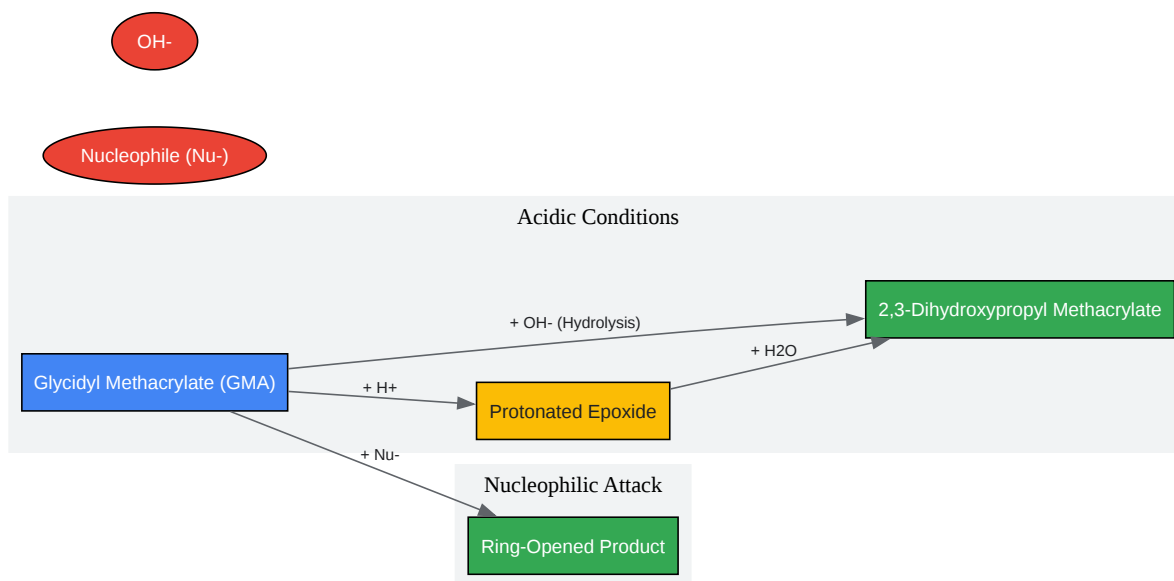 OH-
Nucleophile (Nu-)
Acidic Conditions
2,3-Dihydroxypropyl Methacrylate
+ OH- (Hydrolysis)
+ H2O
Glycidyl Methacrylate (GMA)
+ H+
Protonated Epoxide
+ Nu-
Nucleophilic Attack
Ring-Opened Product